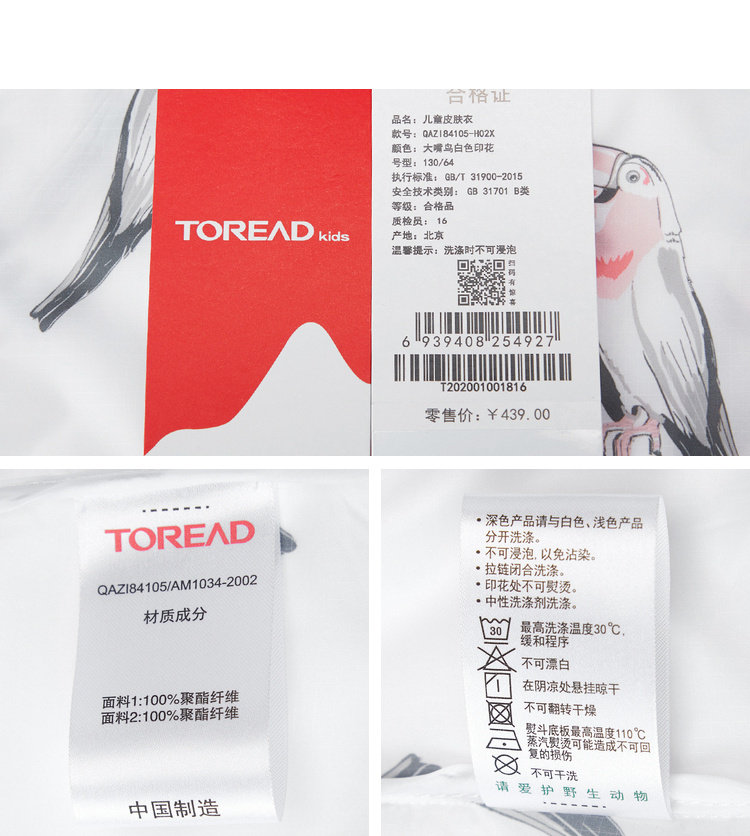 TOREAD kids
合格证
品名：儿童皮肤衣
款号：QAZI84105-H02X
颜色：大嘴鸟白色印花
号型：130/64
执行标准：GB/T 31900-2015
安全技术类别：GB 31701 B类
等级：合格品
质检员：16
产地：北京
温馨提示：洗涤时不可浸泡
扫码有惊喜
6 939408 254927
T202001001816
零售价：￥439.00
TOREAD
QAZI84105/AM1034-2002
材质成分
面料1:100%聚酯纤维
面料2:100%聚酯纤维
中国制造
·深色产品请与白色、浅色产品
分开洗涤。
·不可浸泡，以免沾染。
·拉链闭合洗涤。
·印花处不可熨烫。
·中性洗涤剂洗涤。
30
最高洗涤温度30℃，
缓和程序
不可漂白
在阴凉处悬挂晾干
不可翻转干燥
熨斗底板最高温度110℃
蒸汽熨烫可能造成不可回
复的损伤
不可干洗
请爱护野生动物